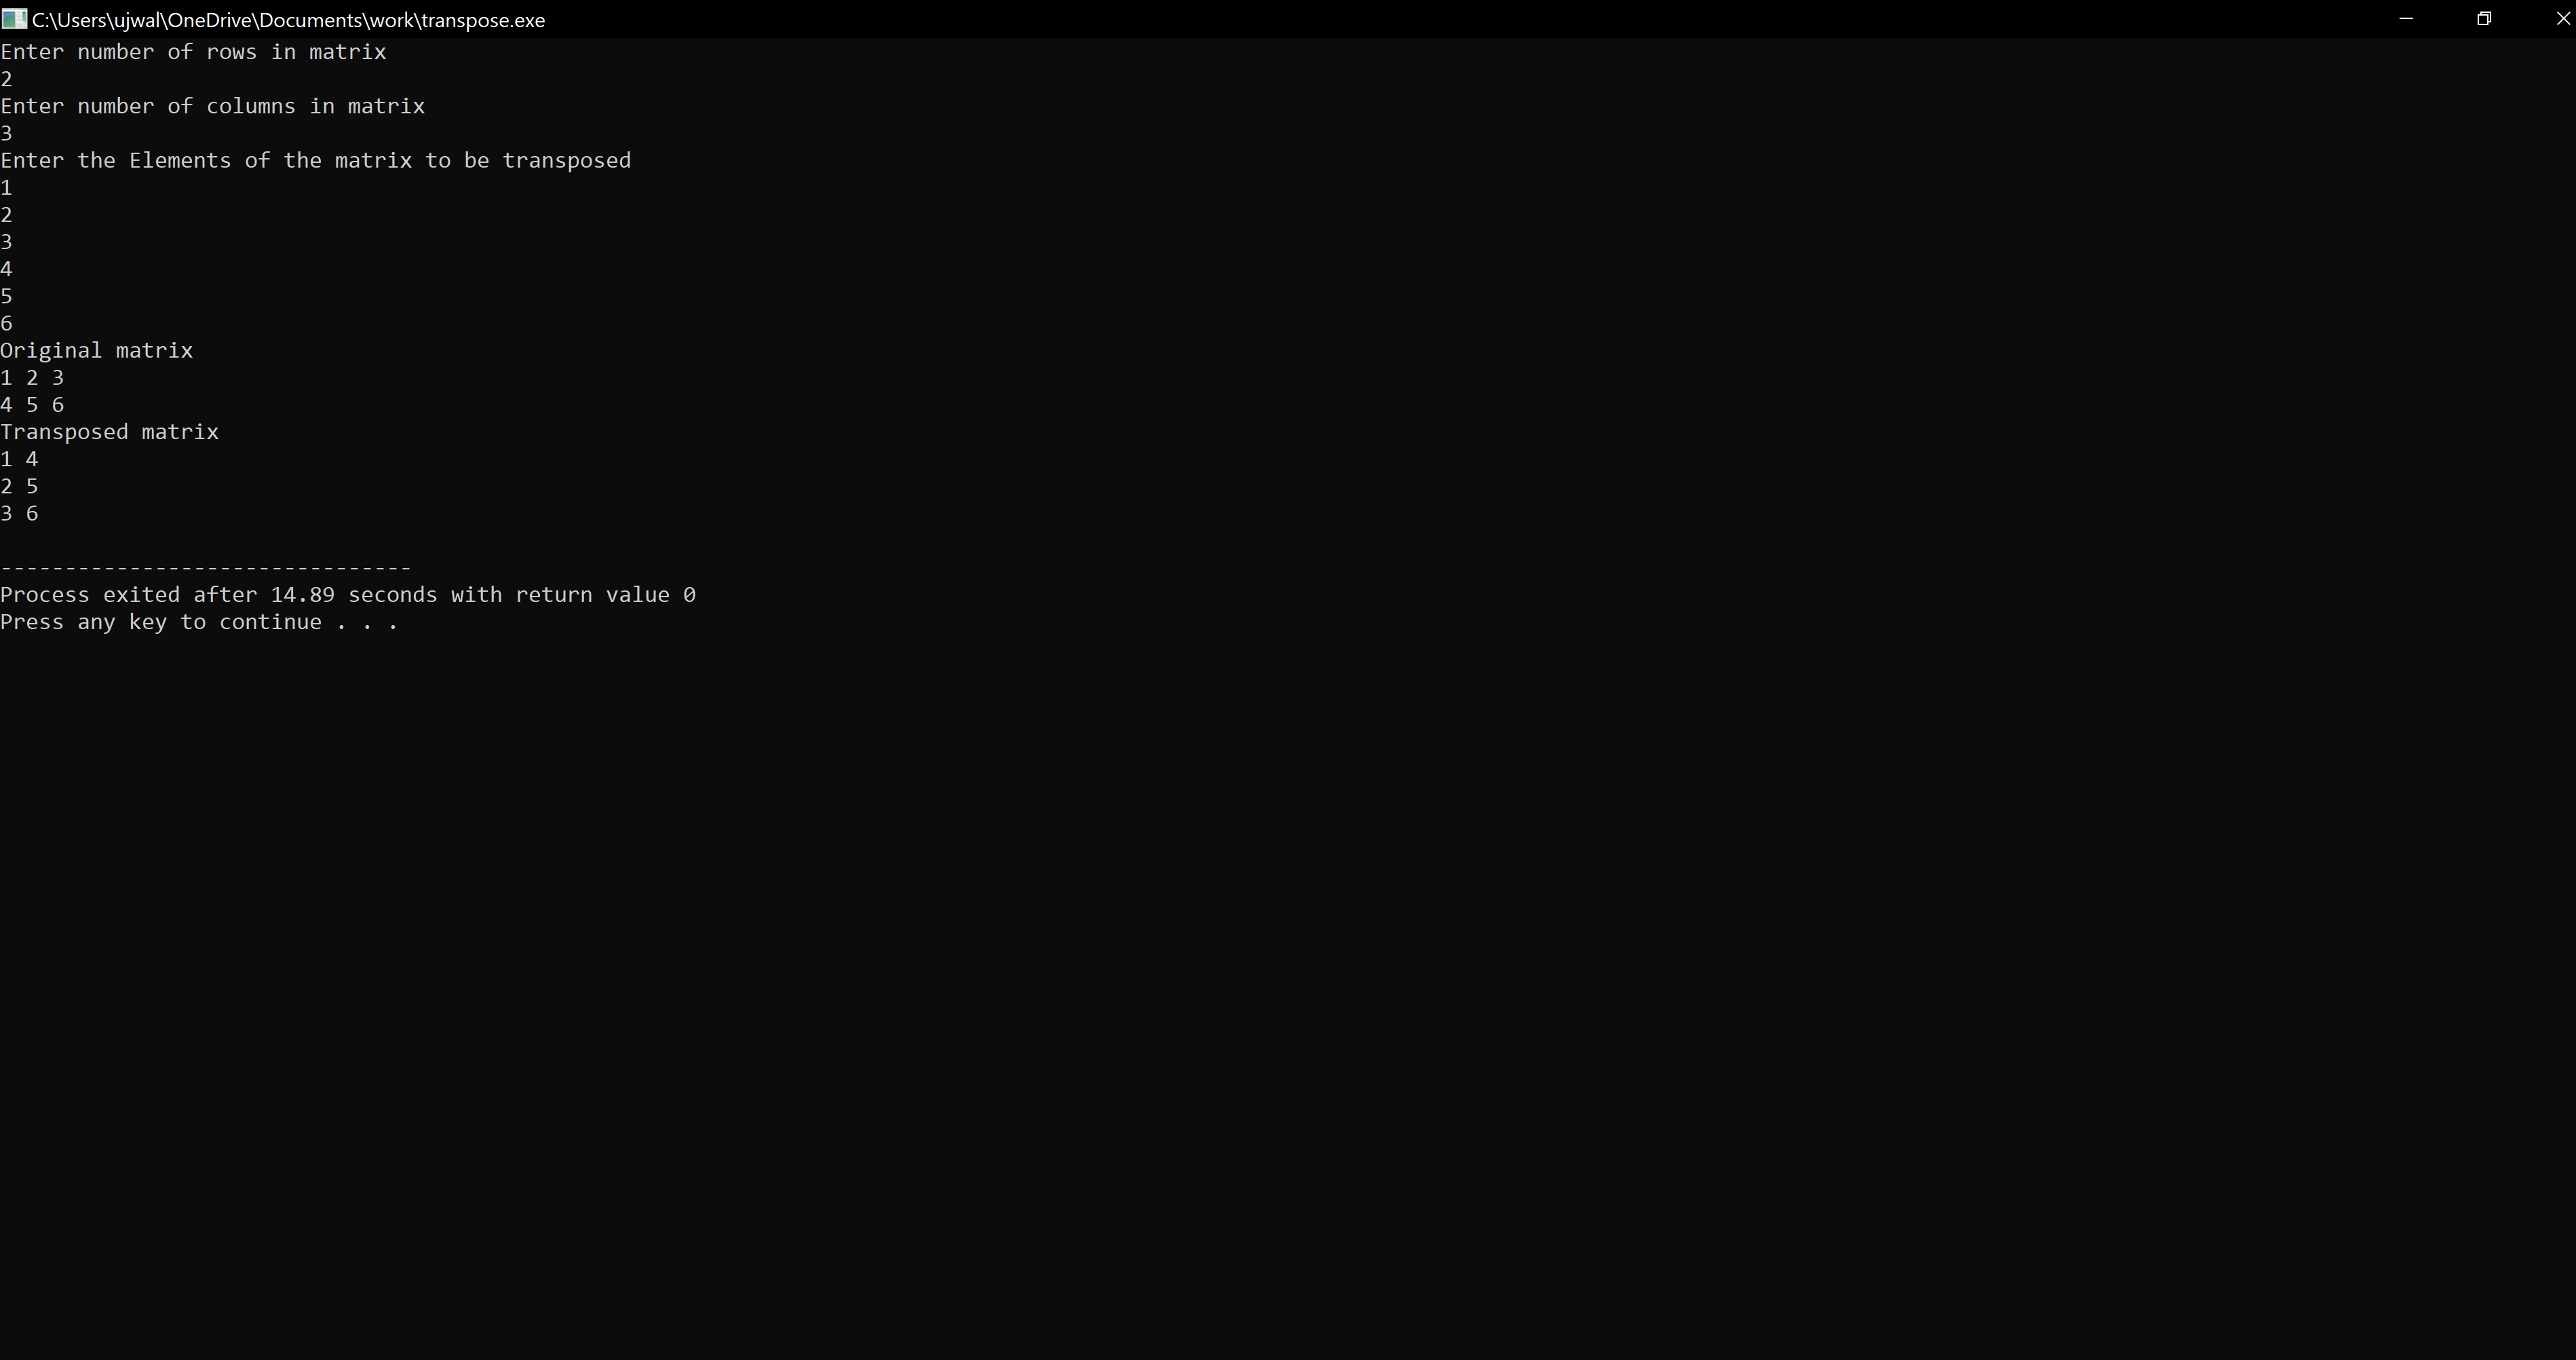 C:\Users\ujwal\OneDrive\Documents\work\transpose.exe
Enter number of rows in matrix
2
Enter number of columns in matrix
3
Enter the Elements of the matrix to be transposed
1
2
3
4
5
6
Original matrix
1 2 3
4 5 6
Transposed matrix
1 4
2 5
3 6
--------------------------------
Process exited after 14.89 seconds with return value 0
Press any key to continue . . .